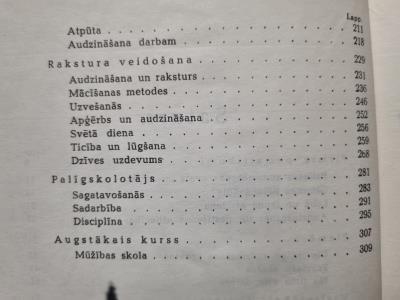 Lapp.
Atpūta . . . . . . . . . . . . . . . . 211
Audzināšana darbam . . . . . . . . . . . . 218
Rakstura veidošana . . . . . . . . . . . . 229
Audzināšana un raksturs . . . . . . . . . . 231
Mācīšanas metodes . . . . . . . . . . . . 236
Uzvešanās . . . . . . . . . . . . . . . 246
Apģērbs un audzināšana . . . . . . . . . . 252
Svētā diena . . . . . . . . . . . . . . . 256
Ticība un lūgšana . . . . . . . . . . . . 259
Dzīves uzdevums . . . . . . . . . . . . . 268
Palīgskolotājs . . . . . . . . . . . . . . 281
Sagatavošanās . . . . . . . . . . . . . . 283
Sadarbība . . . . . . . . . . . . . . . 291
Disciplīna . . . . . . . . . . . . . . . 295
Augstākais kurss . . . . . . . . . . . . . 307
Mūžības skola . . . . . . . . . . . . . . 309